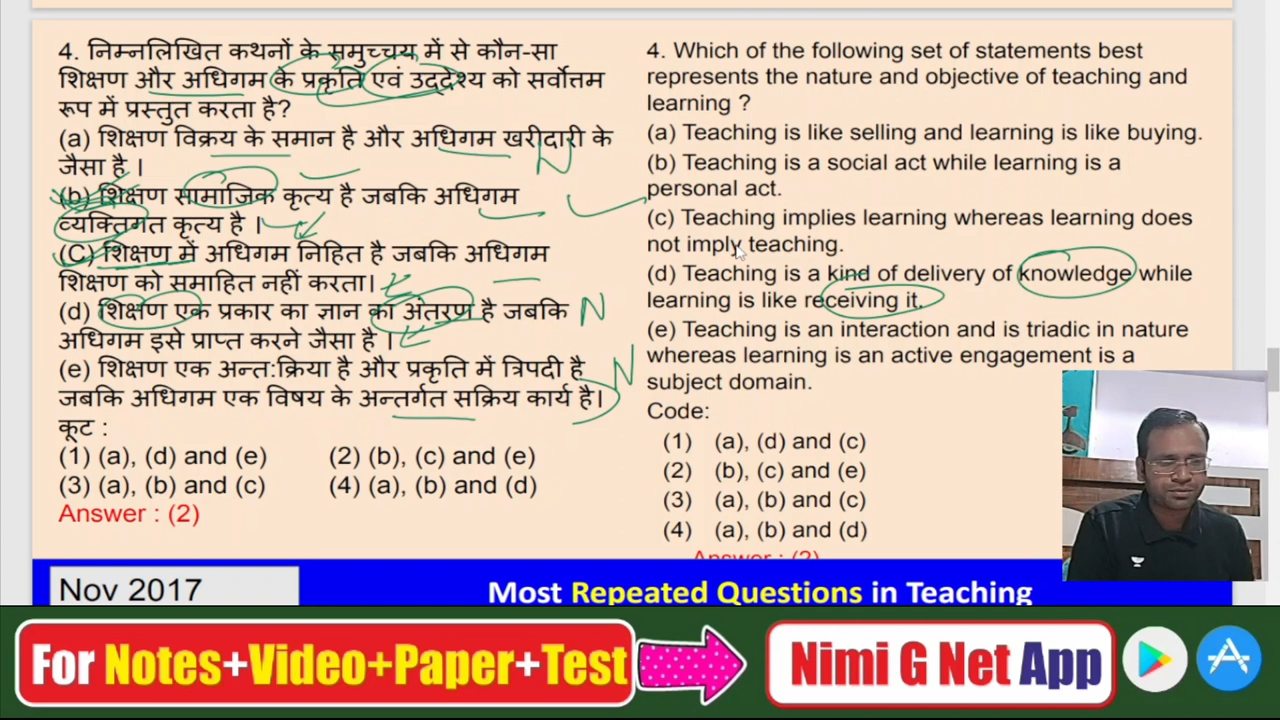 4. निम्नलिखित कथनों के समुच्चय में से कौन-सा
शिक्षण और अधिगम के प्रकृति एवं उद्देश्य को सर्वोत्तम
रूप में प्रस्तुत करता है?
(a) शिक्षण विक्रय के समान है और अधिगम खरीदारी के
जैसा है ।
(b) शिक्षण सामाजिक कृत्य है जबकि अधिगम
व्यक्तिगत कृत्य है ।
(C) शिक्षण में अधिगम निहित है जबकि अधिगम
शिक्षण को समाहित नहीं करता।
(d) शिक्षण एक प्रकार का ज्ञान का अंतरण है जबकि
अधिगम इसे प्राप्त करने जैसा है ।
(e) शिक्षण एक अन्त:क्रिया है और प्रकृति में त्रिपदी है
जबकि अधिगम एक विषय के अन्तर्गत सक्रिय कार्य है।
कूट :
(1) (a), (d) and (e) (2) (b), (c) and (e)
(3) (a), (b) and (c) (4) (a), (b) and (d)
Answer : (2)
N
N
N
4. Which of the following set of statements best
represents the nature and objective of teaching and
learning ?
(a) Teaching is like selling and learning is like buying.
(b) Teaching is a social act while learning is a
personal act.
(c) Teaching implies learning whereas learning does
not imply teaching.
(d) Teaching is a kind of delivery of knowledge while
learning is like receiving it.
(e) Teaching is an interaction and is triadic in nature
whereas learning is an active engagement is a
subject domain.
Code:
(1) (a), (d) and (c)
(2) (b), (c) and (e)
(3) (a), (b) and (c)
(4) (a), (b) and (d)
Answer : (2)
Nov 2017
Most Repeated Questions in Teaching
For Notes+Video+Paper+Test
Nimi G Net App